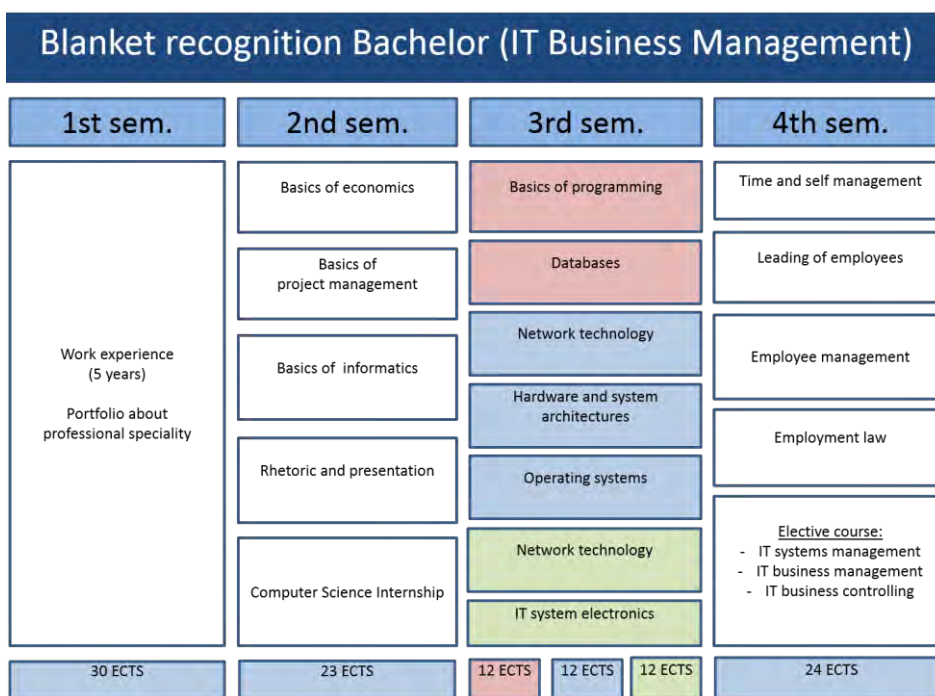 Blanket recognition Bachelor (IT Business Management)
1st sem.
2nd sem.
3rd sem.
4th sem.
Work experience
(5 years)
Portfolio about
professional speciality
30 ECTS
Basics of economics
Basics of
project management
Basics of informatics
Rhetoric and presentation
Computer Science Internship
23 ECTS
Basics of programming
Databases
Network technology
Hardware and system
architectures
Operating systems
Network technology
IT system electronics
12 ECTS
12 ECTS
12 ECTS
Time and self management
Leading of employees
Employee management
Employment law
Elective course:
- IT systems management
- IT business management
- IT business controlling
24 ECTS